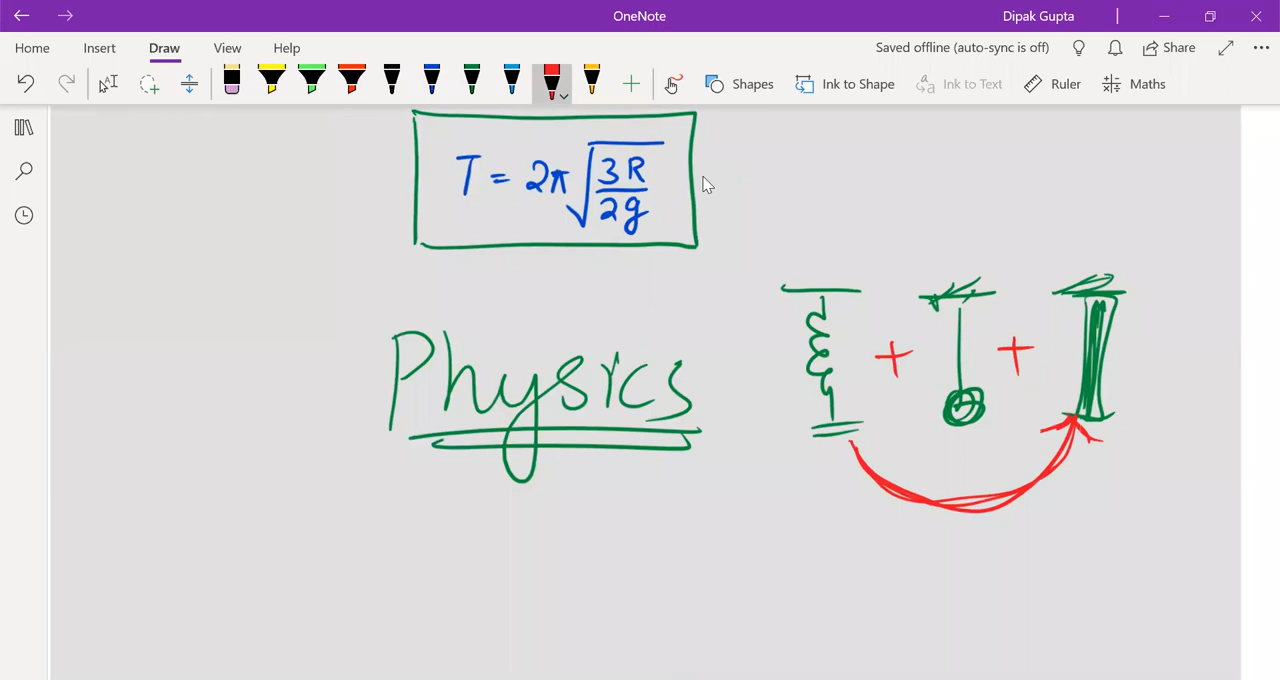 OneNote
Dipak Gupta
Home Insert Draw View Help
Saved offline (auto-sync is off)
Share
Shapes
Ink to Shape
Ink to Text
Ruler
Maths
T = 2π √(3R/2g)
Physics
+ +